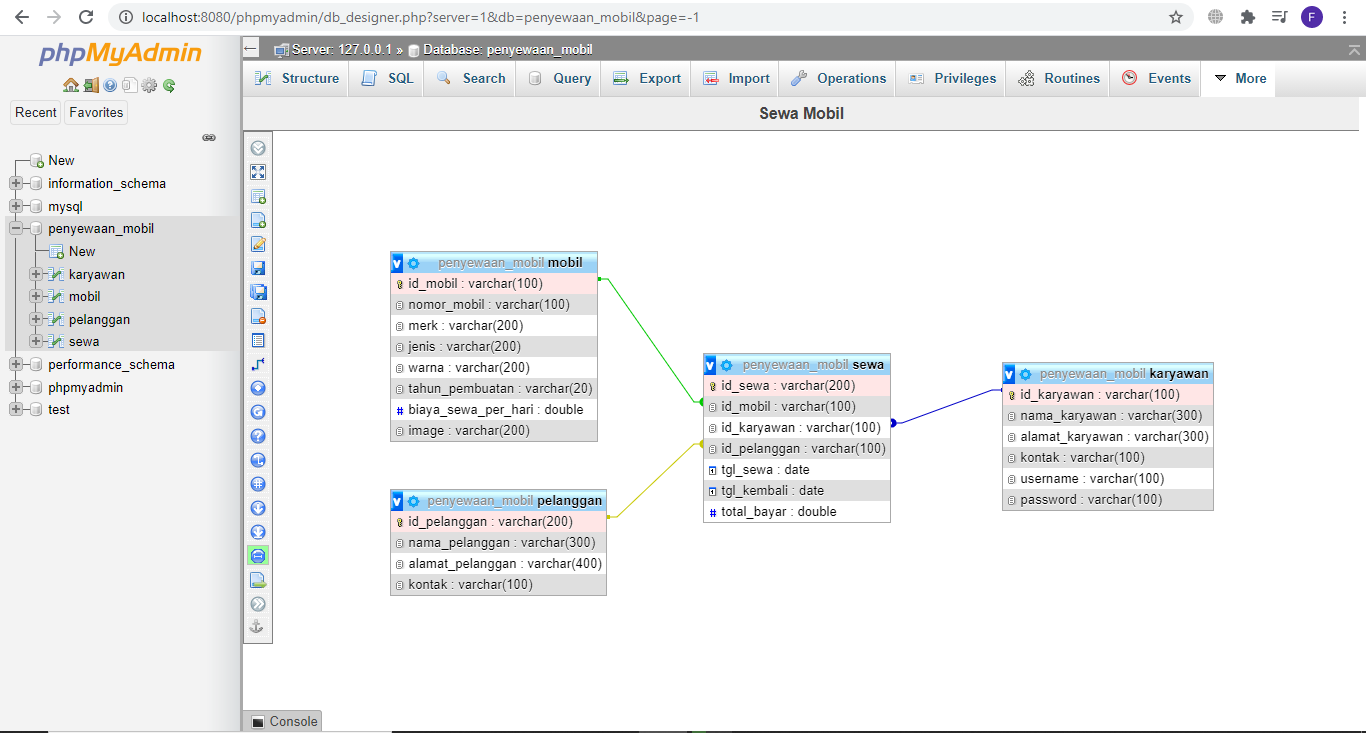 localhost:8080/phpmyadmin/db_designer.php?server=1&db=penyewaan_mobil&page=-1
F
phpMyAdmin
Recent
Favorites
New
information_schema
mysql
penyewaan_mobil
New
karyawan
mobil
pelanggan
sewa
performance_schema
phpmyadmin
test
Server: 127.0.0.1 » Database: penyewaan_mobil
Structure
SQL
Search
Query
Export
Import
Operations
Privileges
Routines
Events
More
Sewa Mobil
v penyewaan_mobil mobil
id_mobil : varchar(100)
nomor_mobil : varchar(100)
merk : varchar(200)
jenis : varchar(200)
warna : varchar(200)
tahun_pembuatan : varchar(20)
# biaya_sewa_per_hari : double
image : varchar(200)
v penyewaan_mobil pelanggan
id_pelanggan : varchar(200)
nama_pelanggan : varchar(300)
alamat_pelanggan : varchar(400)
kontak : varchar(100)
v penyewaan_mobil sewa
id_sewa : varchar(200)
id_mobil : varchar(100)
id_karyawan : varchar(100)
id_pelanggan : varchar(100)
tgl_sewa : date
tgl_kembali : date
# total_bayar : double
v penyewaan_mobil karyawan
id_karyawan : varchar(100)
nama_karyawan : varchar(300)
alamat_karyawan : varchar(300)
kontak : varchar(100)
username : varchar(100)
password : varchar(100)
Console